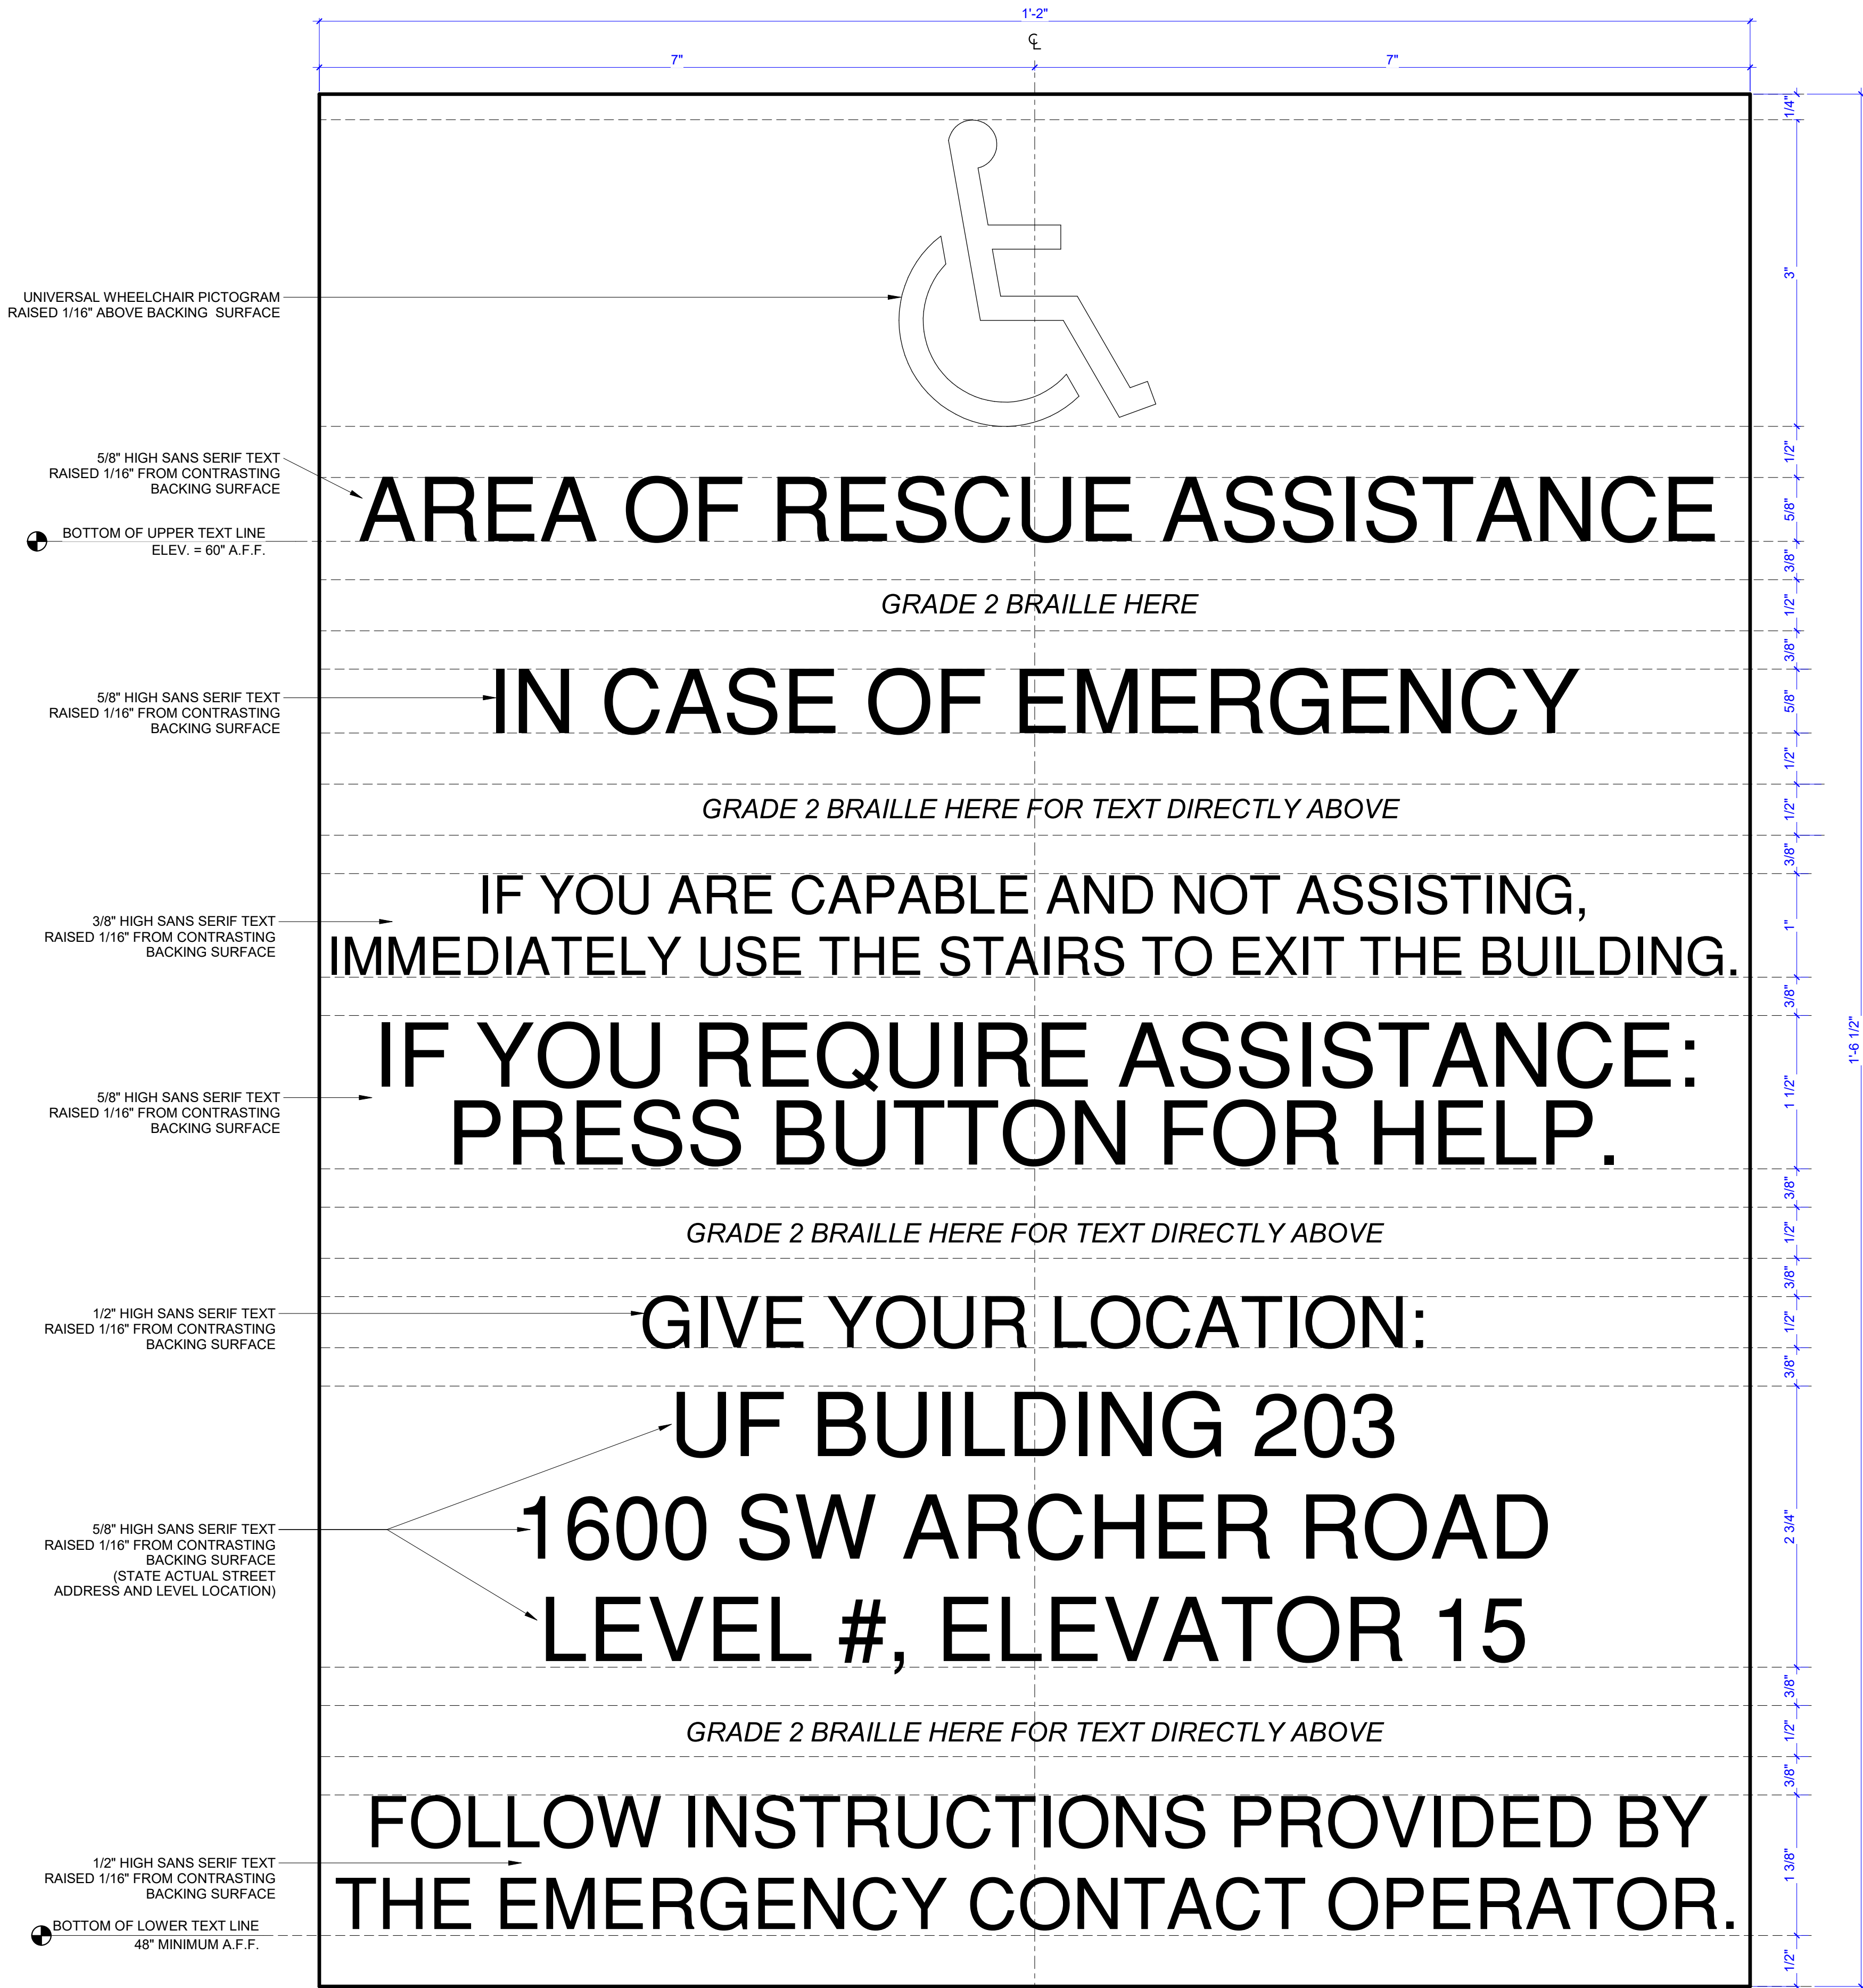 1'-2"
℄
7"
7"
1/4"
3"
UNIVERSAL WHEELCHAIR PICTOGRAM
RAISED 1/16" ABOVE BACKING SURFACE
1/2"
5/8" HIGH SANS SERIF TEXT
RAISED 1/16" FROM CONTRASTING
BACKING SURFACE
AREA OF RESCUE ASSISTANCE
5/8"
BOTTOM OF UPPER TEXT LINE
ELEV. = 60" A.F.F.
3/8"
GRADE 2 BRAILLE HERE
1/2"
3/8"
5/8" HIGH SANS SERIF TEXT
RAISED 1/16" FROM CONTRASTING
BACKING SURFACE
IN CASE OF EMERGENCY
5/8"
1/2"
GRADE 2 BRAILLE HERE FOR TEXT DIRECTLY ABOVE
1/2"
3/8"
3/8" HIGH SANS SERIF TEXT
RAISED 1/16" FROM CONTRASTING
BACKING SURFACE
IF YOU ARE CAPABLE AND NOT ASSISTING,
IMMEDIATELY USE THE STAIRS TO EXIT THE BUILDING.
1"
3/8"
1'-6 1/2"
5/8" HIGH SANS SERIF TEXT
RAISED 1/16" FROM CONTRASTING
BACKING SURFACE
IF YOU REQUIRE ASSISTANCE:
PRESS BUTTON FOR HELP.
1 1/2"
3/8"
GRADE 2 BRAILLE HERE FOR TEXT DIRECTLY ABOVE
1/2"
3/8"
1/2" HIGH SANS SERIF TEXT
RAISED 1/16" FROM CONTRASTING
BACKING SURFACE
GIVE YOUR LOCATION:
1/2"
3/8"
UF BUILDING 203
1600 SW ARCHER ROAD
LEVEL #, ELEVATOR 15
5/8" HIGH SANS SERIF TEXT
RAISED 1/16" FROM CONTRASTING
BACKING SURFACE
(STATE ACTUAL STREET
ADDRESS AND LEVEL LOCATION)
2 3/4"
3/8"
GRADE 2 BRAILLE HERE FOR TEXT DIRECTLY ABOVE
1/2"
3/8"
FOLLOW INSTRUCTIONS PROVIDED BY
THE EMERGENCY CONTACT OPERATOR.
1/2" HIGH SANS SERIF TEXT
RAISED 1/16" FROM CONTRASTING
BACKING SURFACE
1 3/8"
BOTTOM OF LOWER TEXT LINE
48" MINIMUM A.F.F.
1/2"